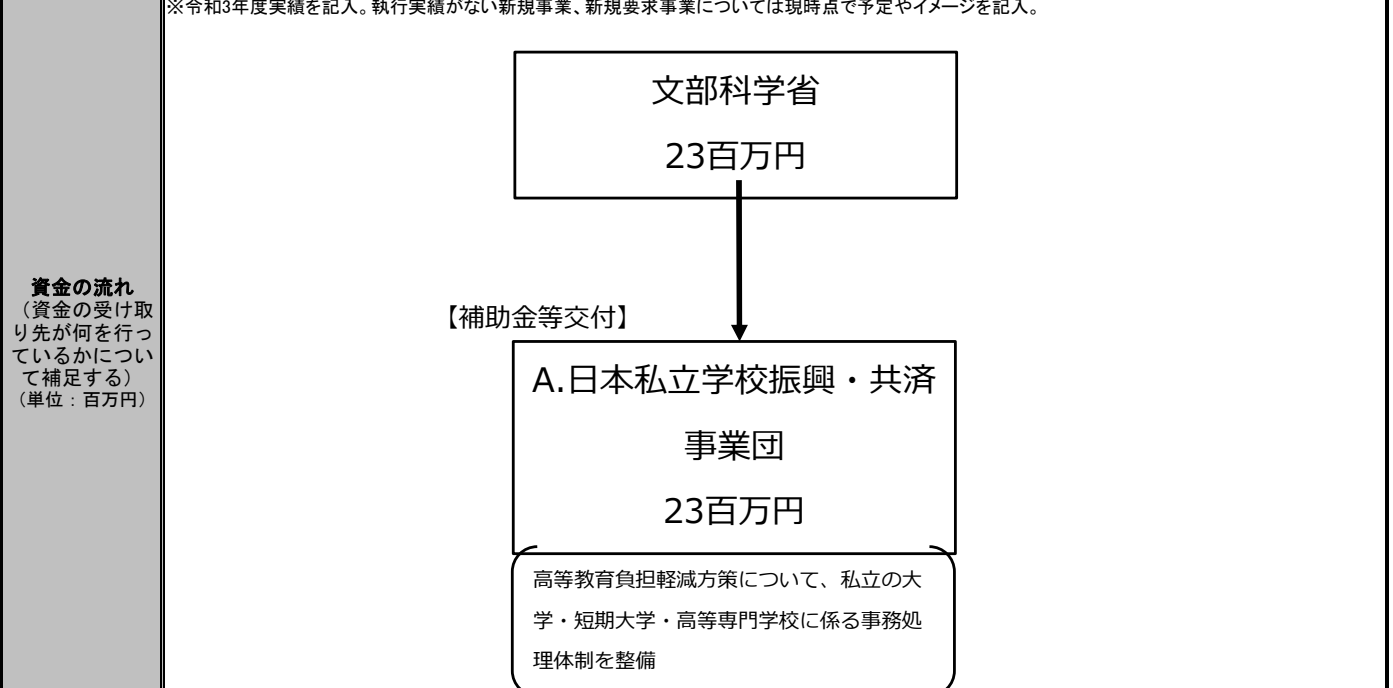 ※令和3年度実績を記入。執行実績がない新規事業、新規要求事業については現時点で予定やイメージを記入。
文部科学省
23百万円
資金の流れ
（資金の受け取
り先が何を行っ
ているかについ
て補足する）
（単位：百万円）
【補助金等交付】
A.日本私立学校振興・共済
事業団
23百万円
高等教育負担軽減方策について、私立の大
学・短期大学・高等専門学校に係る事務処
理体制を整備